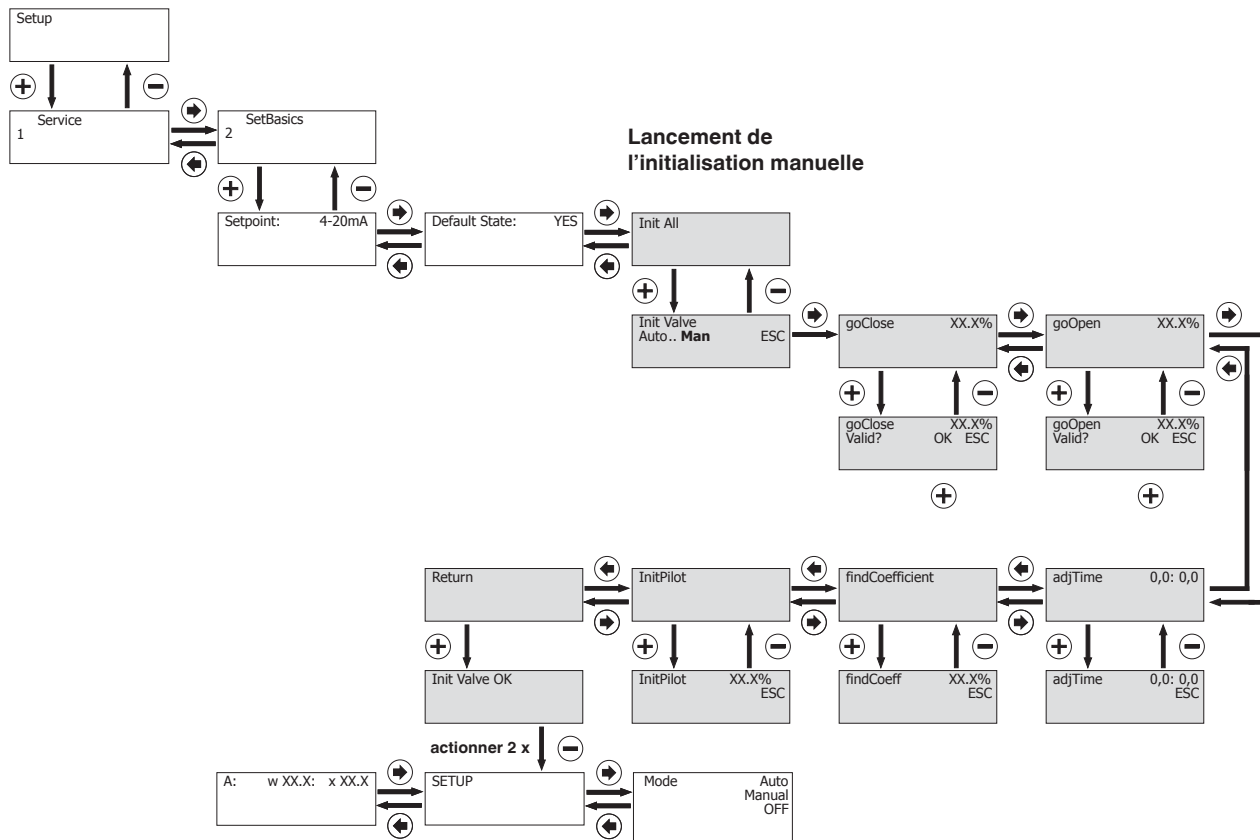 Setup
1 Service
2 SetBasics
Lancement de
l'initialisation manuelle
Setpoint: 4-20mA
Default State: YES
Init All
Init Valve
Auto.. Man ESC
goClose XX.X%
goOpen XX.X%
goClose XX.X%
Valid? OK ESC
goOpen XX.X%
Valid? OK ESC
Return
InitPilot
findCoefficient
adjTime 0,0: 0,0
Init Valve OK
InitPilot XX.X%
ESC
findCoeff XX.X%
ESC
adjTime 0,0: 0,0
ESC
actionner 2 x
A: w XX.X: x XX.X
SETUP
Mode Auto
Manual
OFF